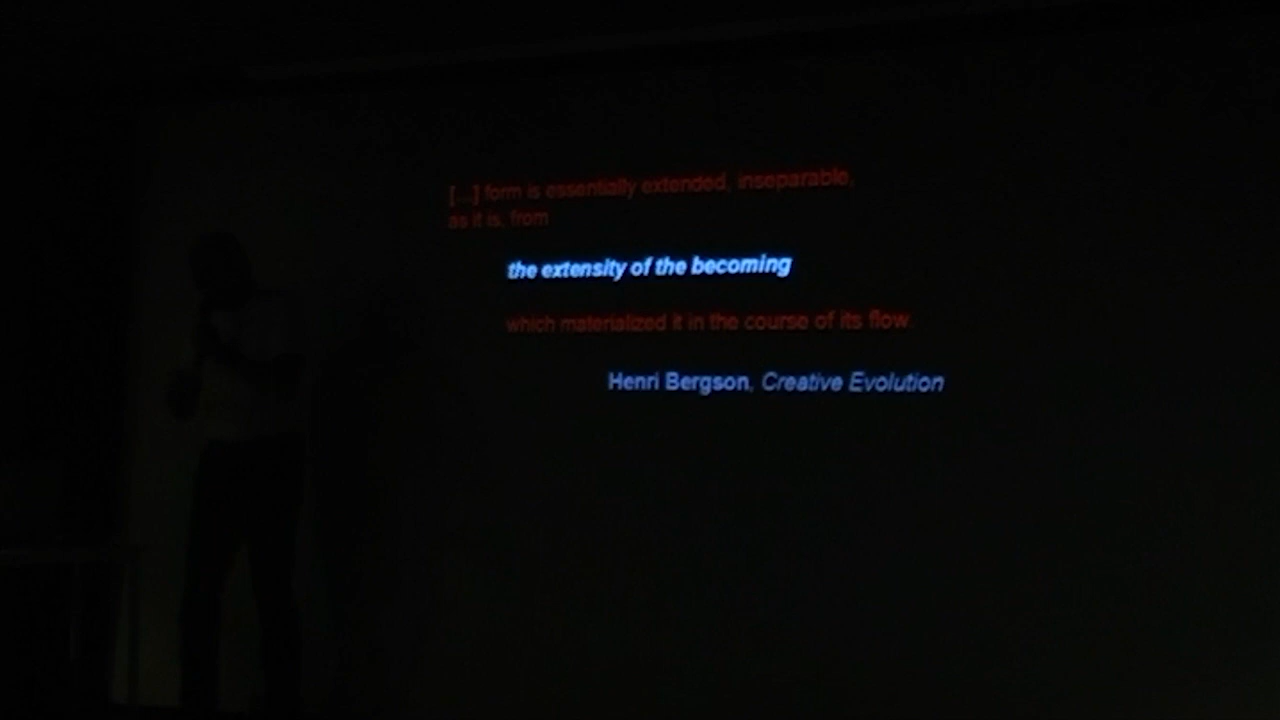 [...] form is essentially extended, inseparable,
as it is, from
the extensity of the becoming
which materialized it in the course of its flow.
Henri Bergson, Creative Evolution